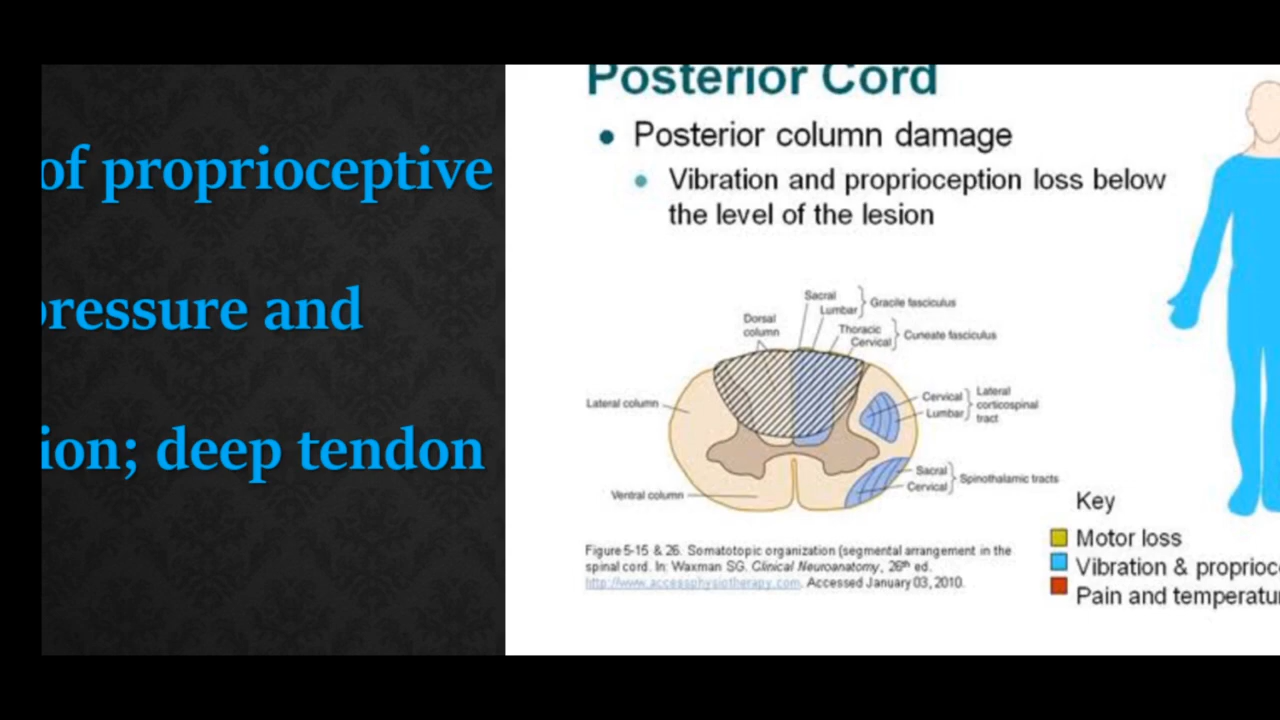 of proprioceptive
pressure and
ion; deep tendon
Posterior Cord
Posterior column damage
Vibration and proprioception loss below
the level of the lesion
Sacral
Lumbar
Gracile fasciculus
Dorsal
column
Thoracic
Cervical
Cuneate fasciculus
Lateral column
Cervical
Lumbar
Lateral
corticospinal
tract
Sacral
Cervical
Spinothalamic tracts
Ventral column
Key
Motor loss
Vibration & proprioc
Pain and temperatu
Figure 5-15 & 26. Somatotopic organization (segmental arrangement in the
spinal cord. In: Waxman SG. Clinical Neuroanatomy, 26th ed.
http://www.accessphysiotherapy.com. Accessed January 03, 2010.